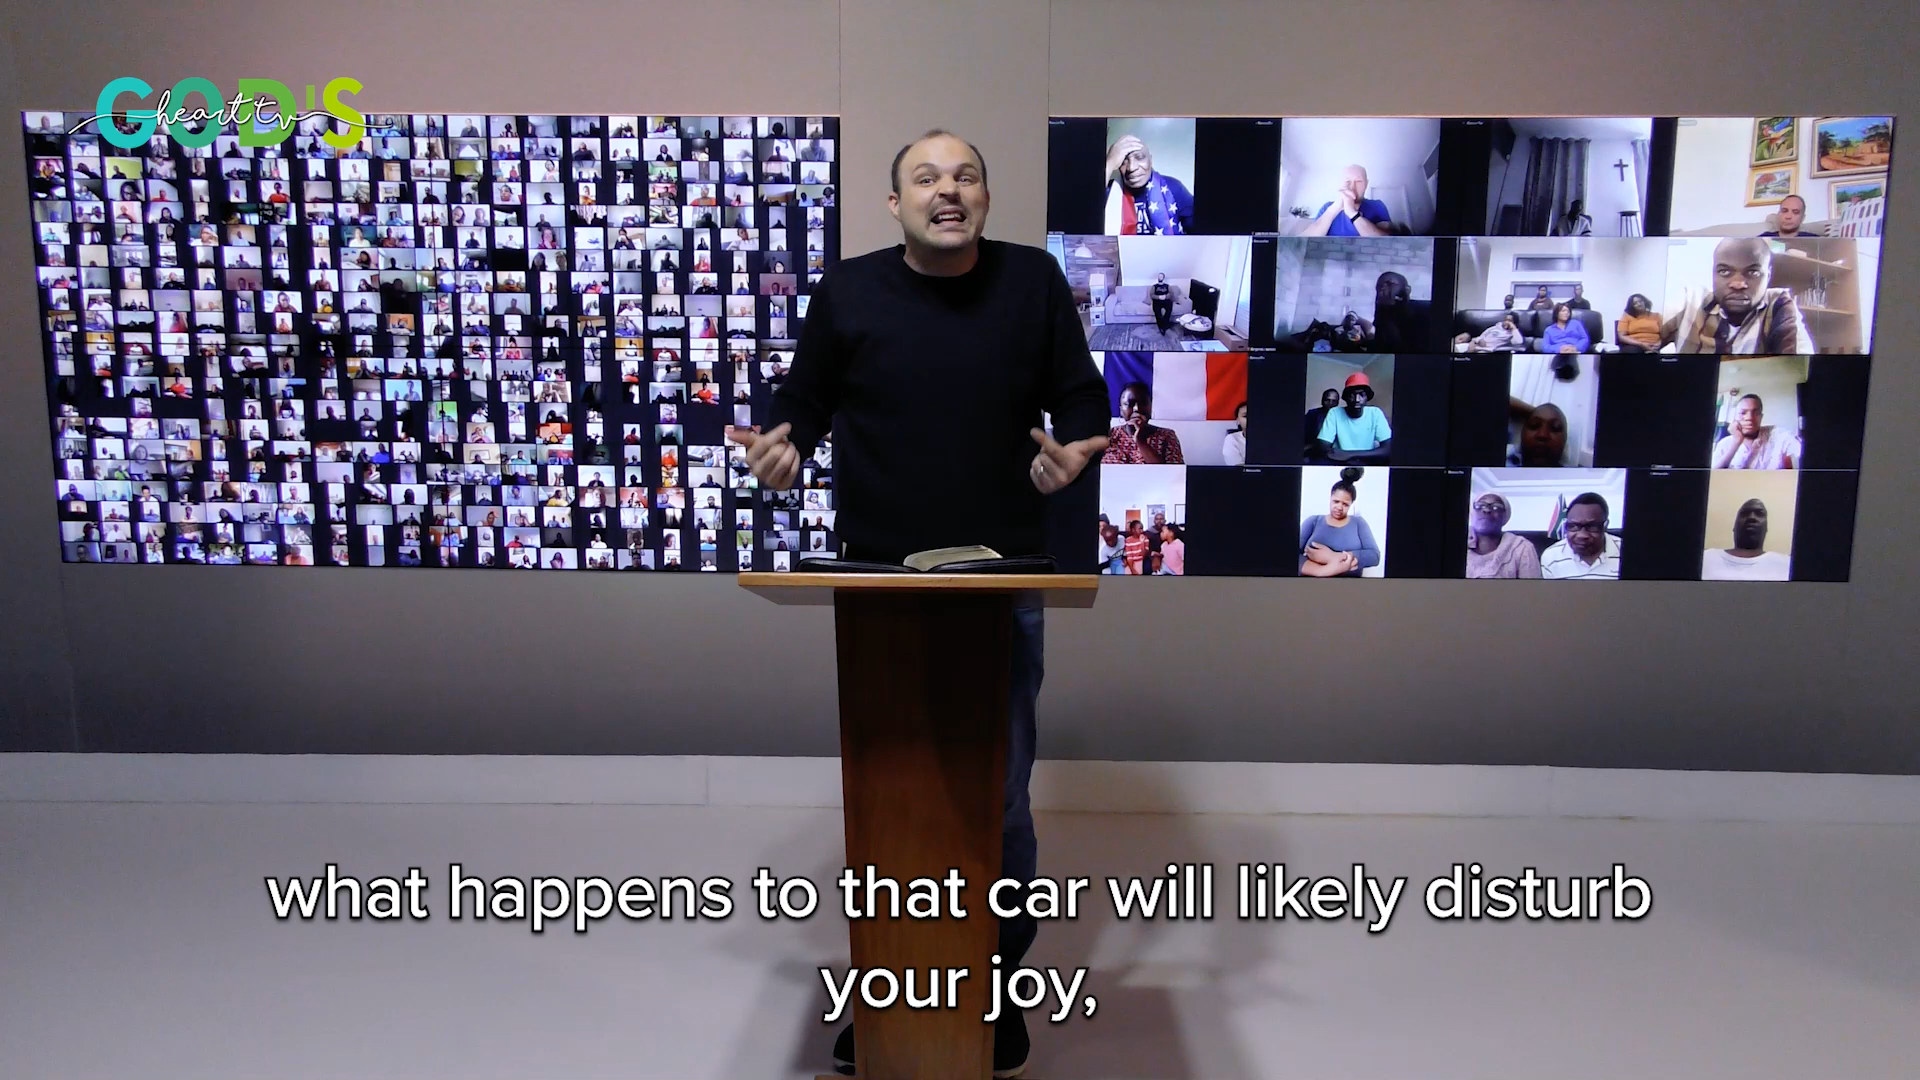 GOD'S
heart tv
what happens to that car will likely disturb
your joy,